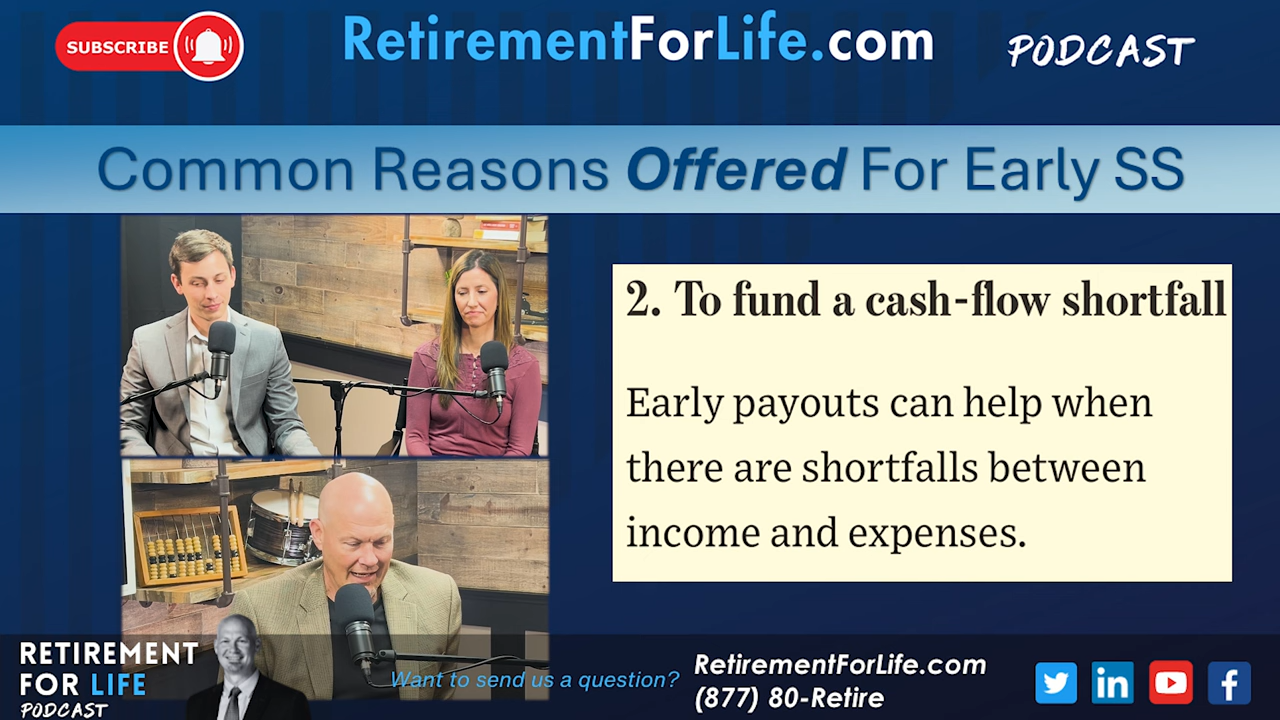 SUBSCRIBE
RetirementForLife.com
PODCAST
Common Reasons Offered For Early SS
2. To fund a cash-flow shortfall
Early payouts can help when
there are shortfalls between
income and expenses.
RETIREMENT
FOR LIFE
PODCAST
Want to send us a question?
RetirementForLife.com
(877) 80-Retire
in
f